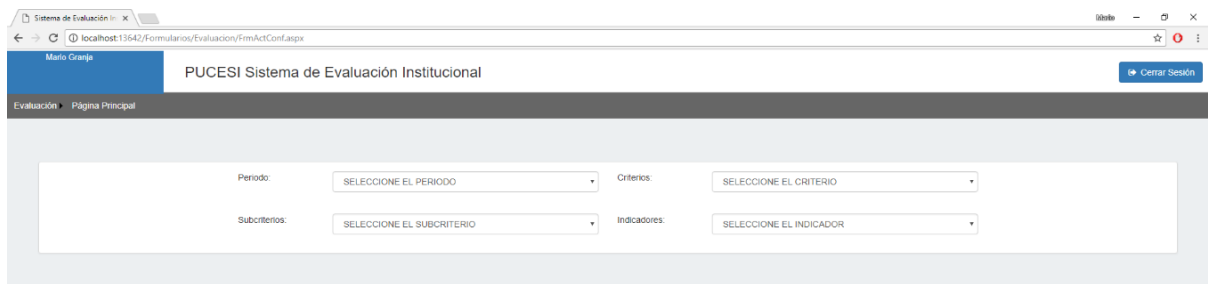 Sistema de Evaluación In
localhost:13642/Formularios/Evaluacion/FrmActConf.aspx
Mario Granja
PUCESI Sistema de Evaluación Institucional
Cerrar Sesión
Evaluación Página Principal
Periodo: SELECCIONE EL PERIODO Criterios: SELECCIONE EL CRITERIO
Subcriterios: SELECCIONE EL SUBCRITERIO Indicadores: SELECCIONE EL INDICADOR